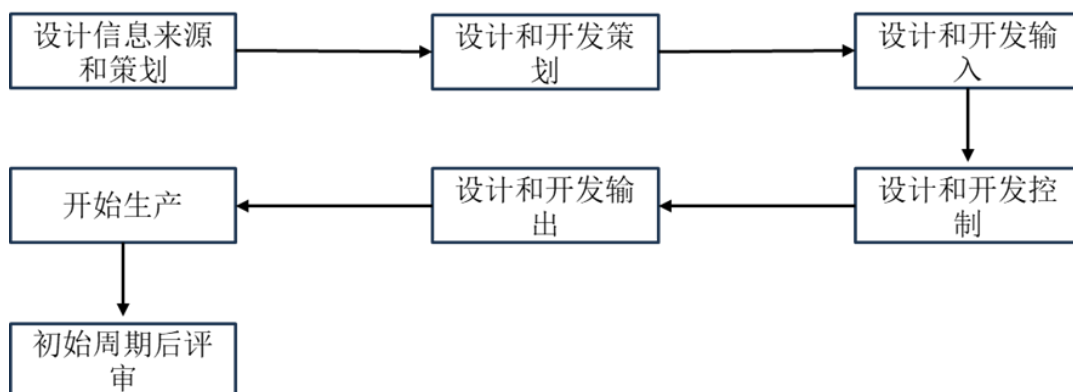 设计信息来源
和策划
设计和开发策
划
设计和开发输
入
设计和开发控
制
设计和开发输
出
开始生产
初始周期后评
审